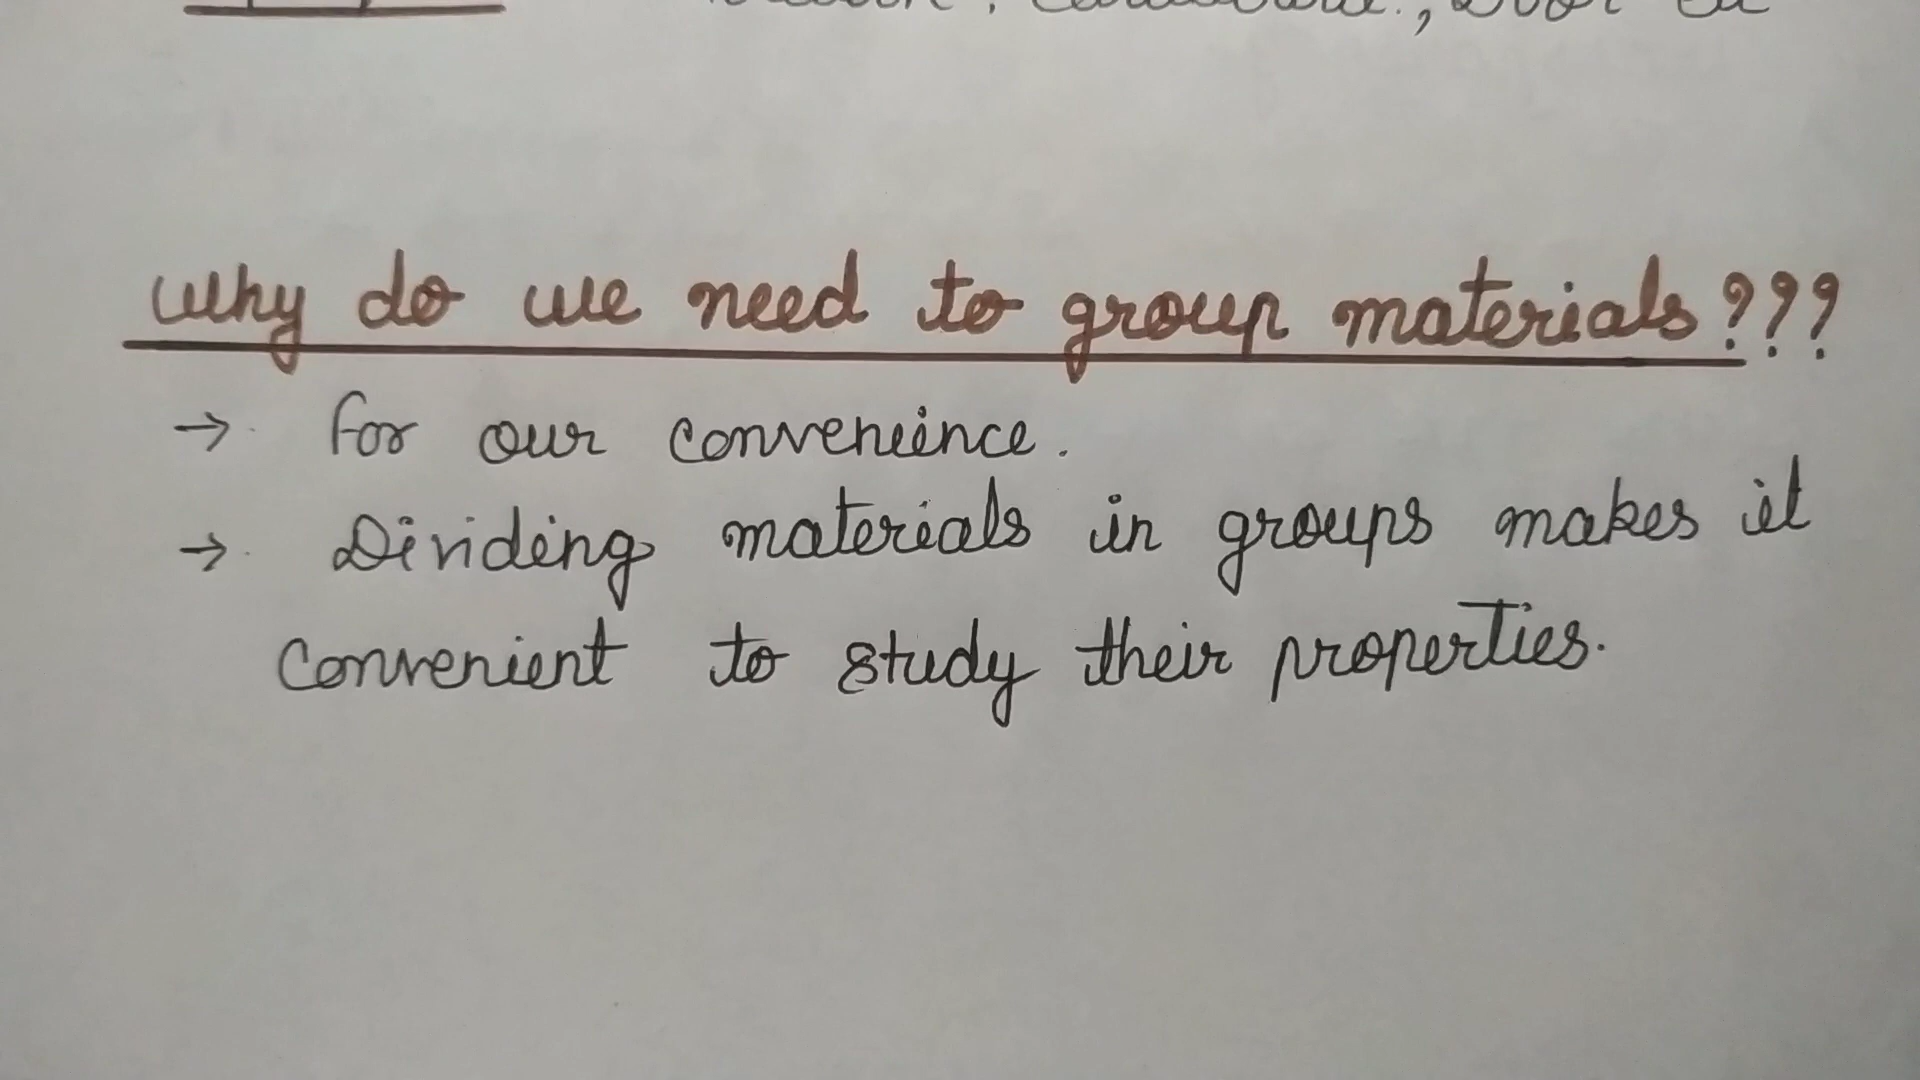 Why do we need to group materials???
→ For our conveneince.
→ Dividing materials in groups makes it
convenient to study their properties.